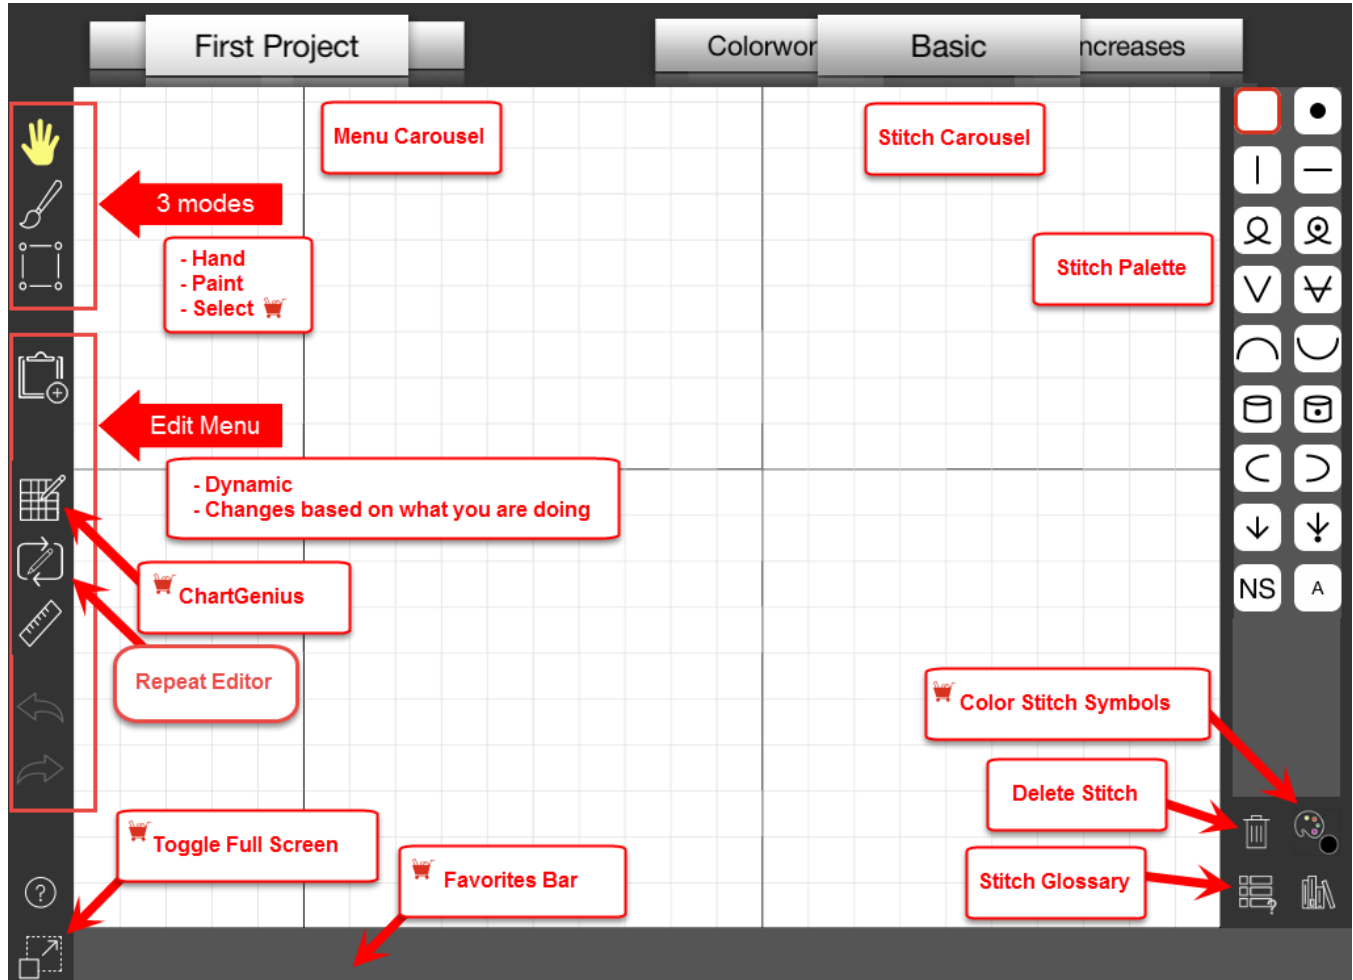 First Project
Colorwor
Basic
ncreases
Menu Carousel
Stitch Carousel
3 modes
- Hand
- Paint
- Select
Stitch Palette
Edit Menu
- Dynamic
- Changes based on what you are doing
ChartGenius
NS
A
Repeat Editor
Color Stitch Symbols
Delete Stitch
Toggle Full Screen
Favorites Bar
Stitch Glossary
?
?